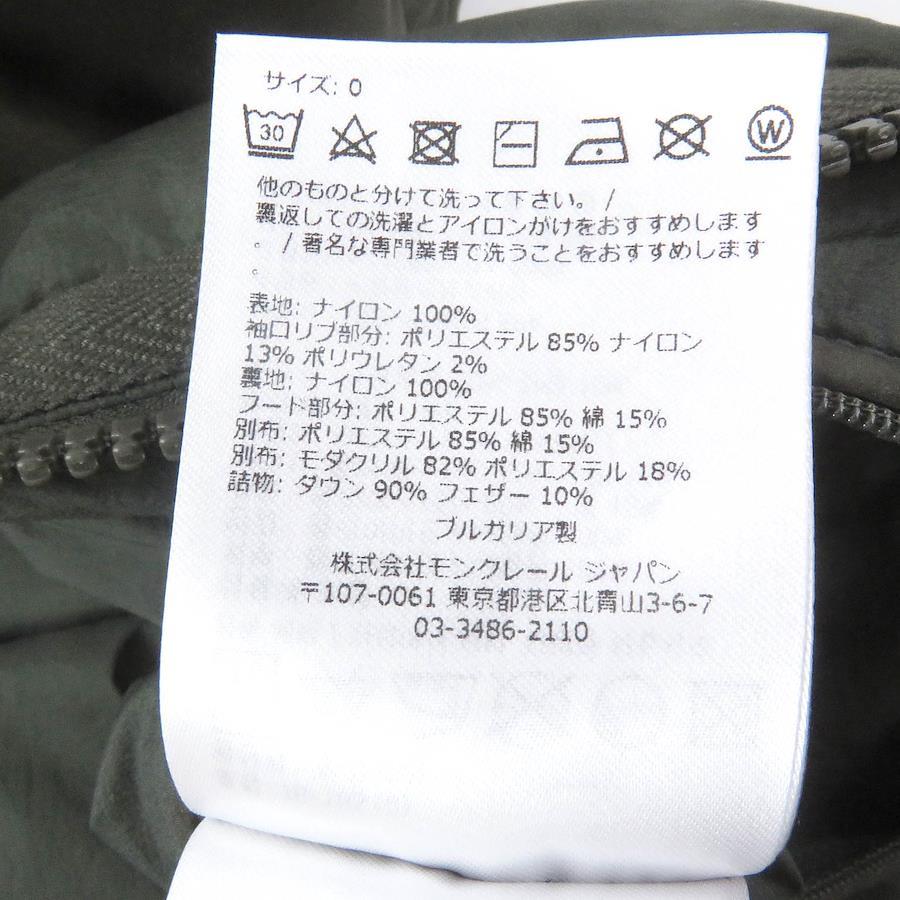 サイズ: 0
30 W
他のものと分けて洗って下さい。 /
裏返しての洗濯とアイロンがけをおすすめします
。 / 著名な専門業者で洗うことをおすすめします
。
表地: ナイロン 100%
袖口リブ部分: ポリエステル 85% ナイロン
13% ポリウレタン 2%
裏地: ナイロン 100%
フード部分: ポリエステル 85% 綿 15%
別布: ポリエステル 85% 綿 15%
別布: モダクリル 82% ポリエステル 18%
詰物: ダウン 90% フェザー 10%
ブルガリア製
株式会社モンクレール ジャパン
〒107-0061 東京都港区北青山3-6-7
03-3486-2110